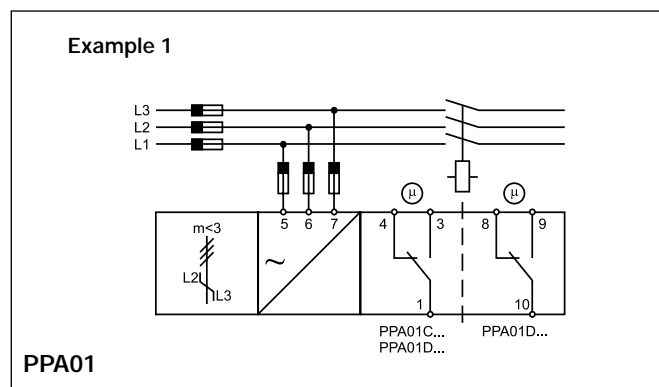 Example 1
L3
L2
L1
µ µ
5 6 7 4 3 8 9
m<3
L2
L3
~
1 10
PPA01C... PPA01D...
PPA01D...
PPA01